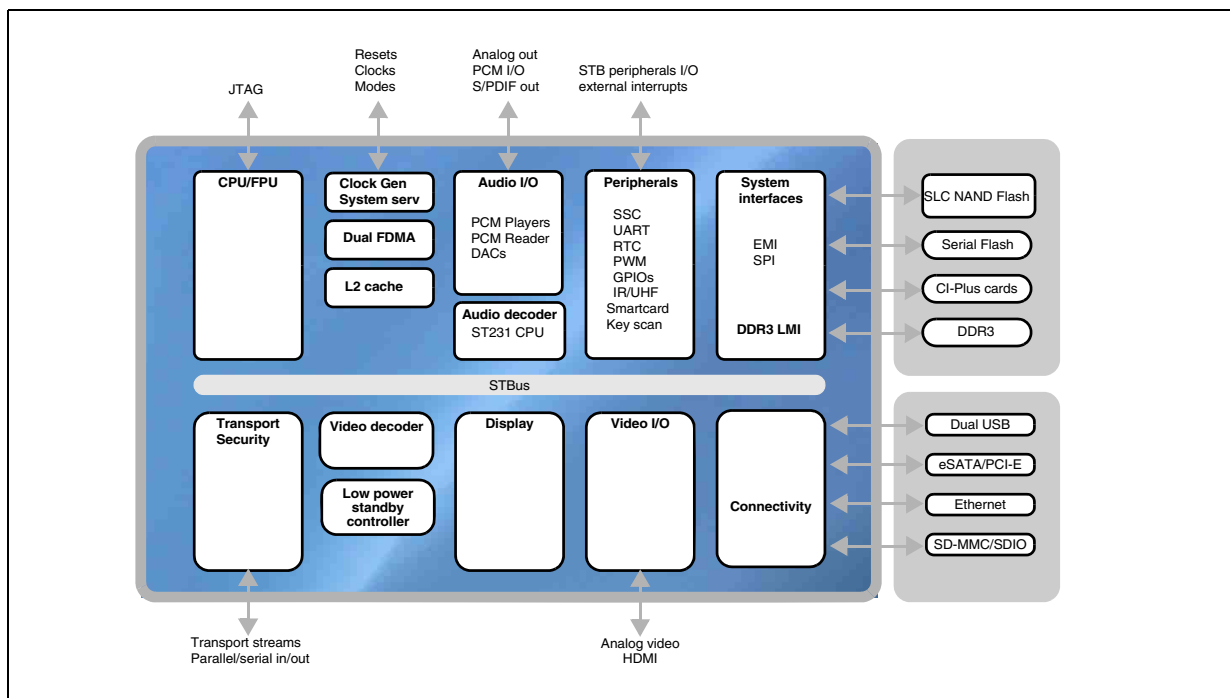 JTAG
Resets
Clocks
Modes
Analog out
PCM I/O
S/PDIF out
STB peripherals I/O
external interrupts
CPU/FPU
Clock Gen
System serv
Dual FDMA
L2 cache
Audio I/O
PCM Players
PCM Reader
DACs
Audio decoder
ST231 CPU
Peripherals
SSC
UART
RTC
PWM
GPIOs
IR/UHF
Smartcard
Key scan
System
interfaces
EMI
SPI
DDR3 LMI
SLC NAND Flash
Serial Flash
CI-Plus cards
DDR3
STBus
Transport
Security
Video decoder
Low power
standby
controller
Display
Video I/O
Connectivity
Dual USB
eSATA/PCI-E
Ethernet
SD-MMC/SDIO
Transport streams
Parallel/serial in/out
Analog video
HDMI